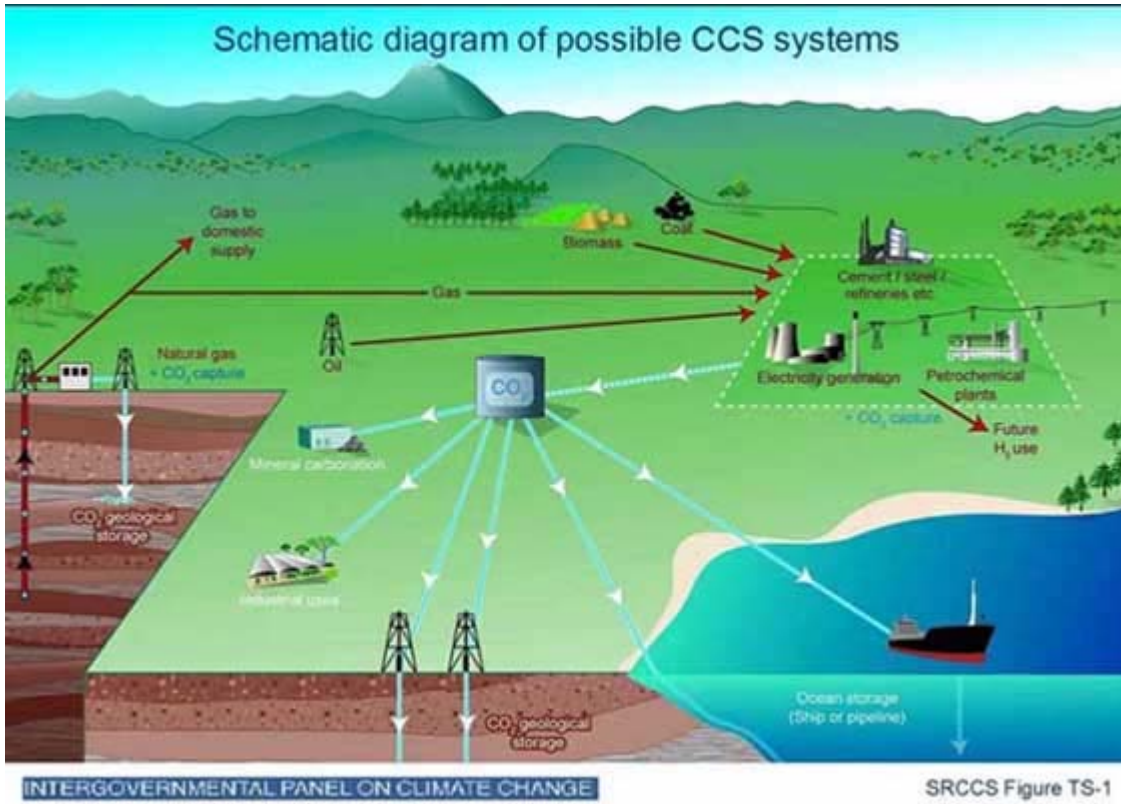 Schematic diagram of possible CCS systems
Gas to
domestic
supply
Biomass
Coal
Cement / steel /
refineries etc
Gas
Oil
Natural gas
+ CO₂ capture
CO₂
Electricity generation
Petrochemical
plants
+ CO₂ capture
Future
H₂ use
Mineral carbonation
CO₂ geological
storage
Industrial uses
CO₂ geological
storage
Ocean storage
(Ship or pipeline)
INTERGOVERNMENTAL PANEL ON CLIMATE CHANGE
SRCCS Figure TS-1